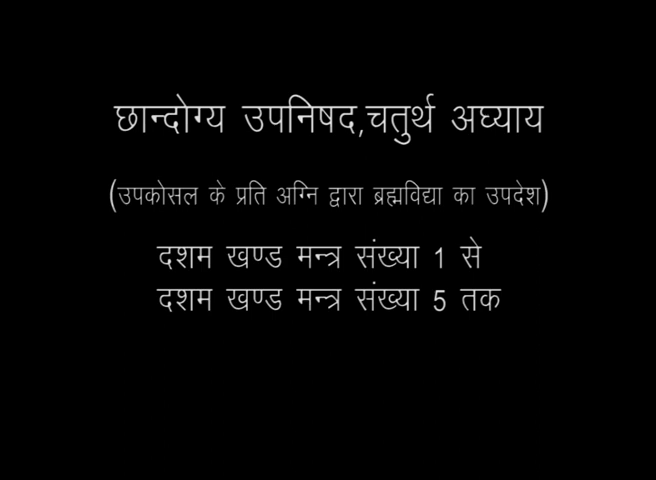 छान्दोग्य उपनिषद,चतुर्थ अघ्याय
(उपकोसल के प्रति अग्नि द्वारा ब्रह्मविद्या का उपदेश)
दशम खण्ड मन्त्र संख्या 1 से
दशम खण्ड मन्त्र संख्या 5 तक